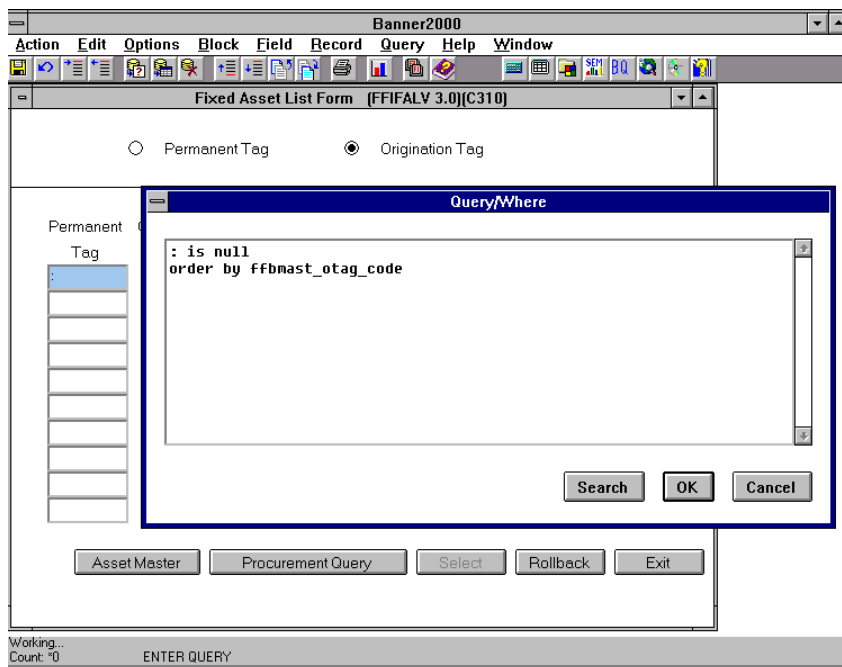 Banner2000
Action Edit Options Block Field Record Query Help Window
SEM BQ
Fixed Asset List Form (FFIFALV 3.0)(C310)
Permanent Tag Origination Tag
Query/Where
Permanent
Tag
:
: is null
order by ffbmast_otag_code
Search OK Cancel
Asset Master Procurement Query Select Rollback Exit
Working...
Count: *0 ENTER QUERY